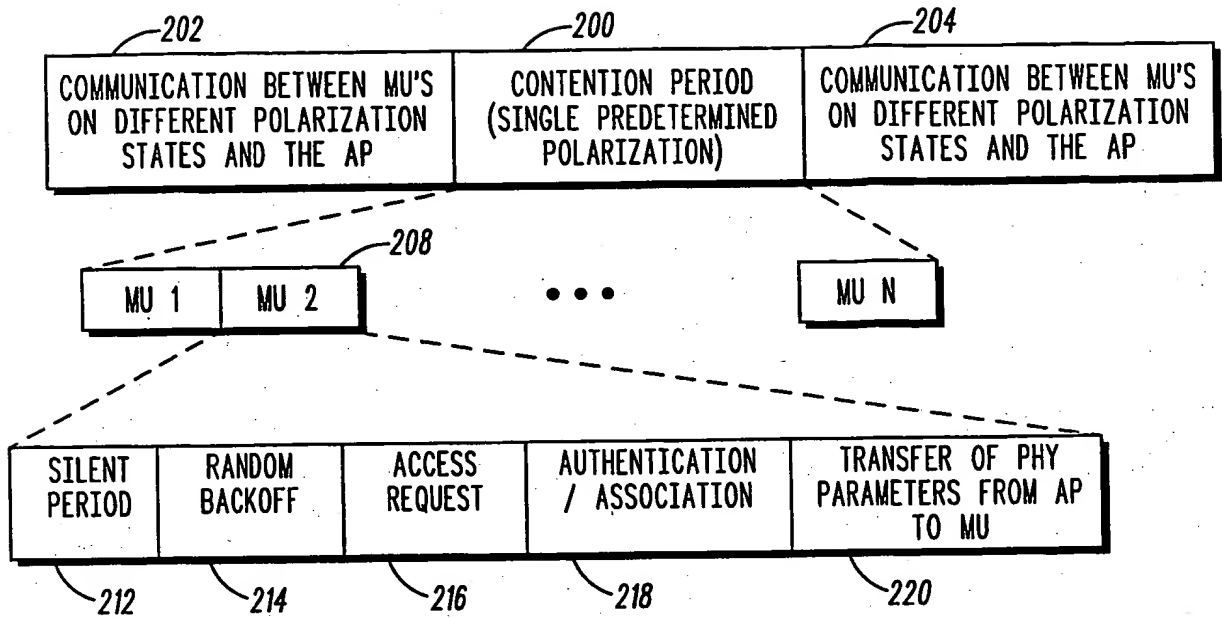 202
200
204
COMMUNICATION BETWEEN MU'S
ON DIFFERENT POLARIZATION
STATES AND THE AP
CONTENTION PERIOD
(SINGLE PREDETERMINED
POLARIZATION)
COMMUNICATION BETWEEN MU'S
ON DIFFERENT POLARIZATION
STATES AND THE AP
208
MU 1
MU 2
MU N
SILENT
PERIOD
RANDOM
BACKOFF
ACCESS
REQUEST
AUTHENTICATION
/ ASSOCIATION
TRANSFER OF PHY
PARAMETERS FROM AP
TO MU
212
214
216
218
220